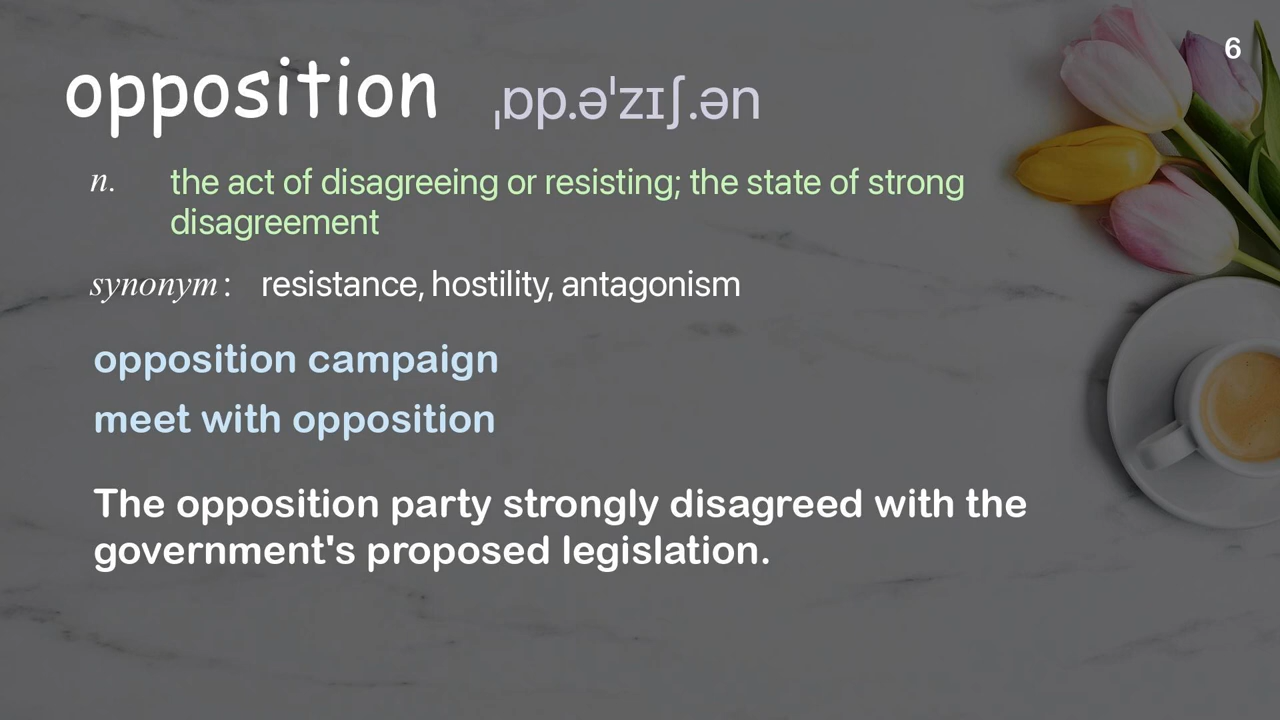 6
opposition ˌɒp.əˈzɪʃ.ən
n. the act of disagreeing or resisting; the state of strong
disagreement
synonym: resistance, hostility, antagonism
opposition campaign
meet with opposition
The opposition party strongly disagreed with the
government's proposed legislation.